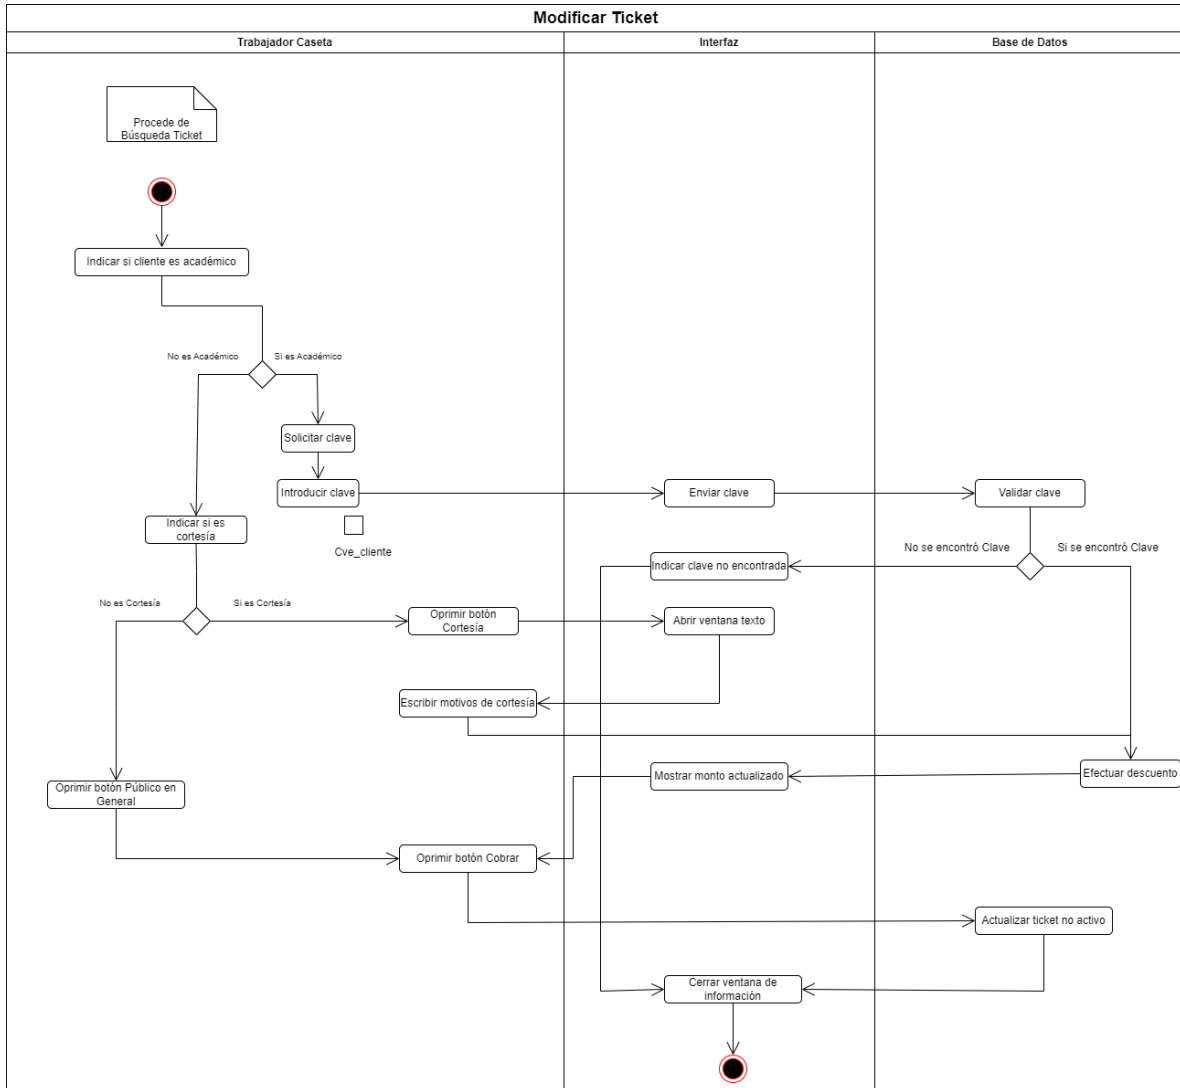 Modificar Ticket
Trabajador Caseta
Interfaz
Base de Datos
Procede de
Búsqueda Ticket
Indicar si cliente es académico
No es Académico
Si es Académico
Solicitar clave
Introducir clave
Enviar clave
Validar clave
Indicar si es
cortesía
Cve_cliente
No se encontró Clave
Si se encontró Clave
Indicar clave no encontrada
No es Cortesía
Si es Cortesía
Oprimir botón
Cortesía
Abrir ventana texto
Escribir motivos de cortesía
Mostrar monto actualizado
Efectuar descuento
Oprimir botón Público en
General
Oprimir botón Cobrar
Actualizar ticket no activo
Cerrar ventana de
información